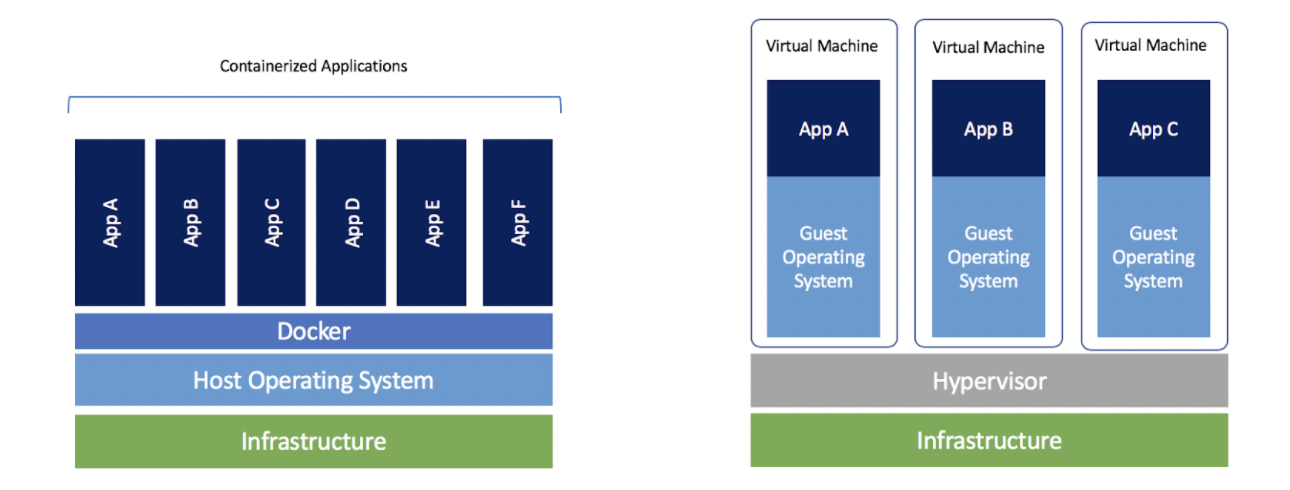 Containerized Applications
App A
App B
App C
App D
App E
App F
Docker
Host Operating System
Infrastructure
Virtual Machine
App A
Guest
Operating
System
Virtual Machine
App B
Guest
Operating
System
Virtual Machine
App C
Guest
Operating
System
Hypervisor
Infrastructure